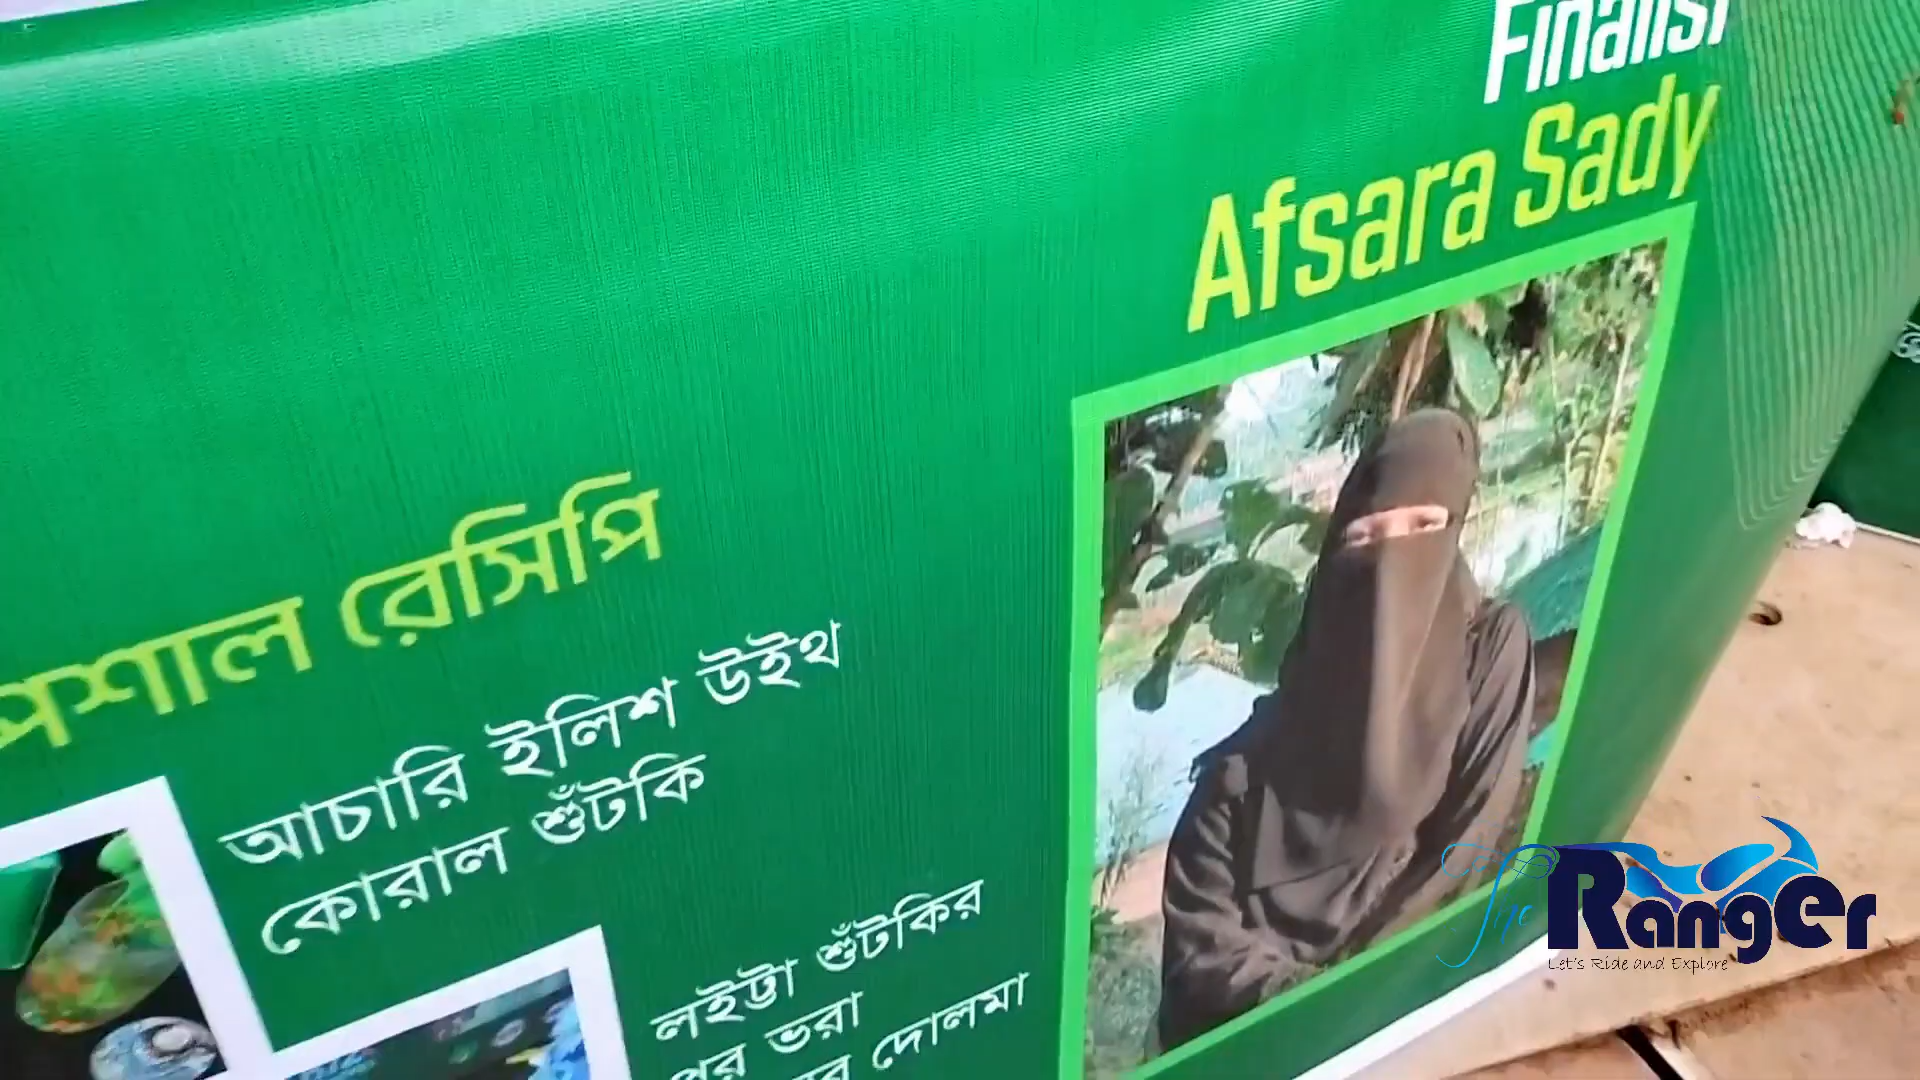 Finalist
Afsara Sady
রেসিপি
আচারি ইলিশ উইথ
কোরাল শুঁটকি
লইট্টা শুঁটকির
ভরা
দোলমা
The Ranger
Let's Ride and Explore